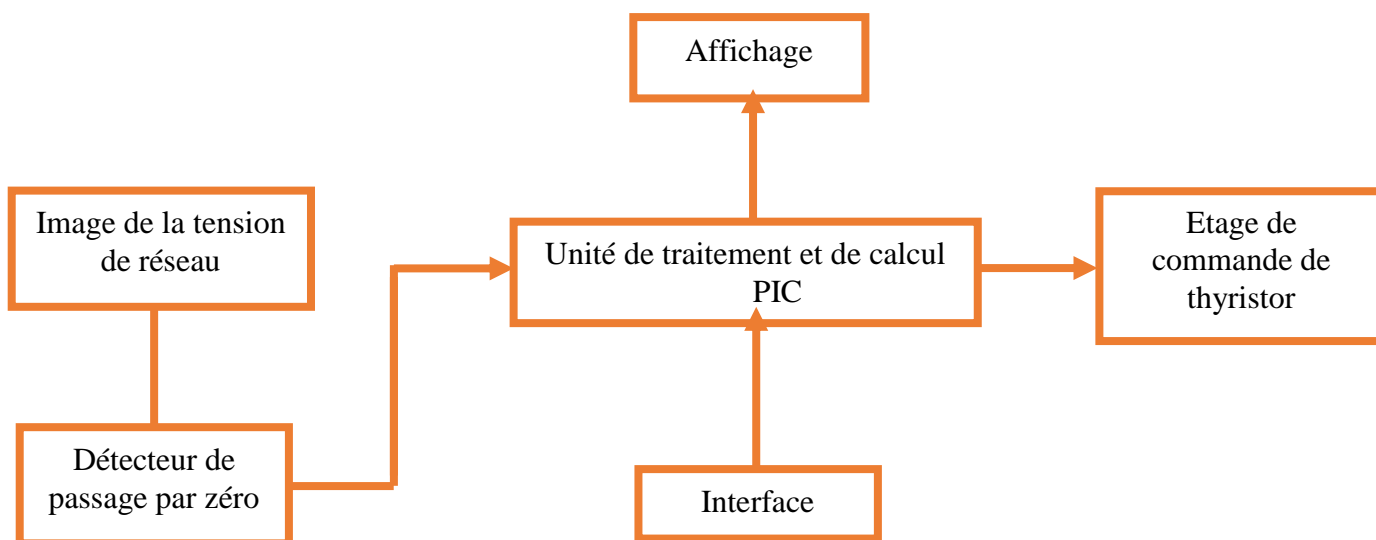 Affichage
Image de la tension
de réseau
Unité de traitement et de calcul
PIC
Etage de
commande de
thyristor
Détecteur de
passage par zéro
Interface